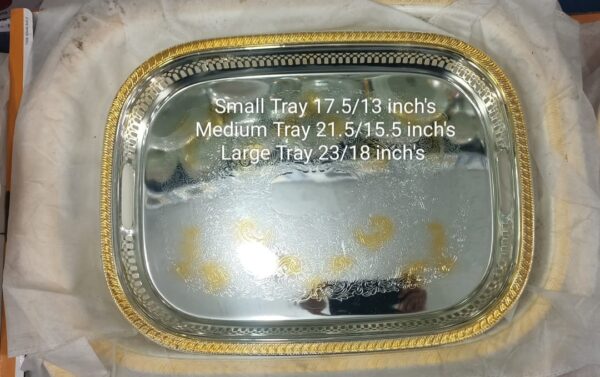 Small Tray 17.5/13 inch's
Medium Tray 21.5/15.5 inch's
Large Tray 23/18 inch's